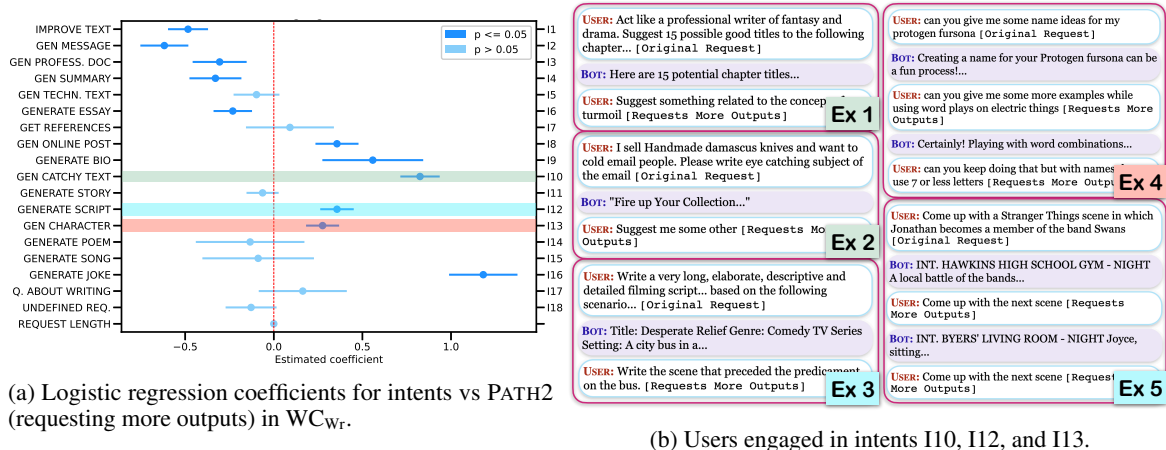 IMPROVE TEXT
GEN MESSAGE
GEN PROFESS. DOC
GEN SUMMARY
GEN TECHN. TEXT
GENERATE ESSAY
GET REFERENCES
GEN ONLINE POST
GENERATE BIO
GEN CATCHY TEXT
GENERATE STORY
GENERATE SCRIPT
GEN CHARACTER
GENERATE POEM
GENERATE SONG
GENERATE JOKE
Q. ABOUT WRITING
UNDEFINED REQ.
REQUEST LENGTH
I1
I2
I3
I4
I5
I6
I7
I8
I9
I10
I11
I12
I13
I14
I15
I16
I17
I18
p <= 0.05
p > 0.05
−0.5 0.0 0.5 1.0
Estimated coefficient
(a) Logistic regression coefficients for intents vs PATH2
(requesting more outputs) in WC_Wr.
USER: Act like a professional writer of fantasy and
drama. Suggest 15 possible good titles to the following
chapter... [Original Request]
BOT: Here are 15 potential chapter titles...
USER: Suggest something related to the concept
turmoil [Requests More Outputs]
Ex 1
USER: I sell Handmade damascus knives and want to
cold email people. Please write eye catching subject of
the email [Original Request]
BOT: "Fire up Your Collection..."
USER: Suggest me some other [Requests
Outputs]
Ex 2
USER: Write a very long, elaborate, descriptive and
detailed filming script... based on the following
scenario... [Original Request]
BOT: Title: Desperate Relief Genre: Comedy TV Series
Setting: A city bus in a...
USER: Write the scene that preceded the predicament
on the bus. [Requests More Outputs]
Ex 3
USER: can you give me some name ideas for my
protogen fursona [Original Request]
BOT: Creating a name for your Protogen fursona can be
a fun process!...
USER: can you give me some more examples while
using word plays on electric things [Requests More
Outputs]
BOT: Certainly! Playing with word combinations...
USER: can you keep doing that but with names
use 7 or less letters [Requests More
Ex 4
USER: Come up with a Stranger Things scene in which
Jonathan becomes a member of the band Swans
[Original Request]
BOT: INT. HAWKINS HIGH SCHOOL GYM - NIGHT
A local battle of the bands...
USER: Come up with the next scene [Requests
More Outputs]
BOT: INT. BYERS' LIVING ROOM - NIGHT Joyce,
sitting...
USER: Come up with the next scene
More Outputs]
Ex 5
(b) Users engaged in intents I10, I12, and I13.